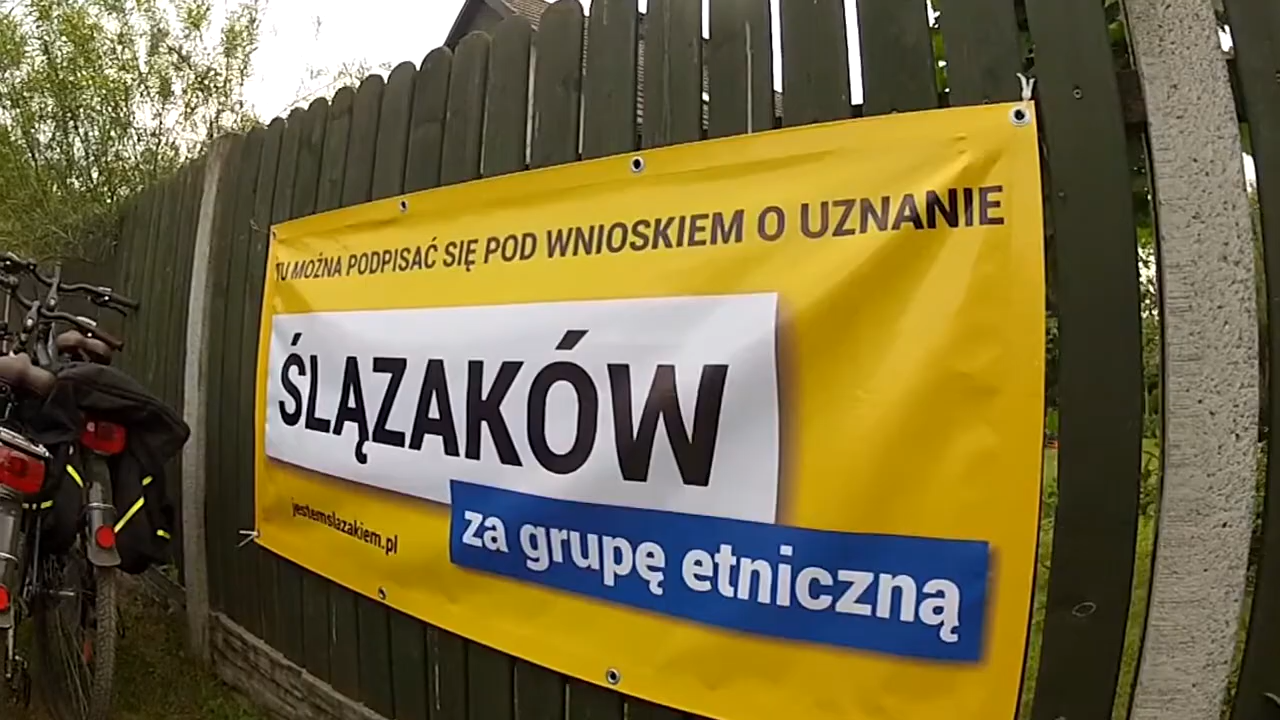 TU MOŻNA PODPISAĆ SIĘ POD WNIOSKIEM O UZNANIE
ŚLĄZAKÓW
za grupę etniczną
jestemslazakiem.pl